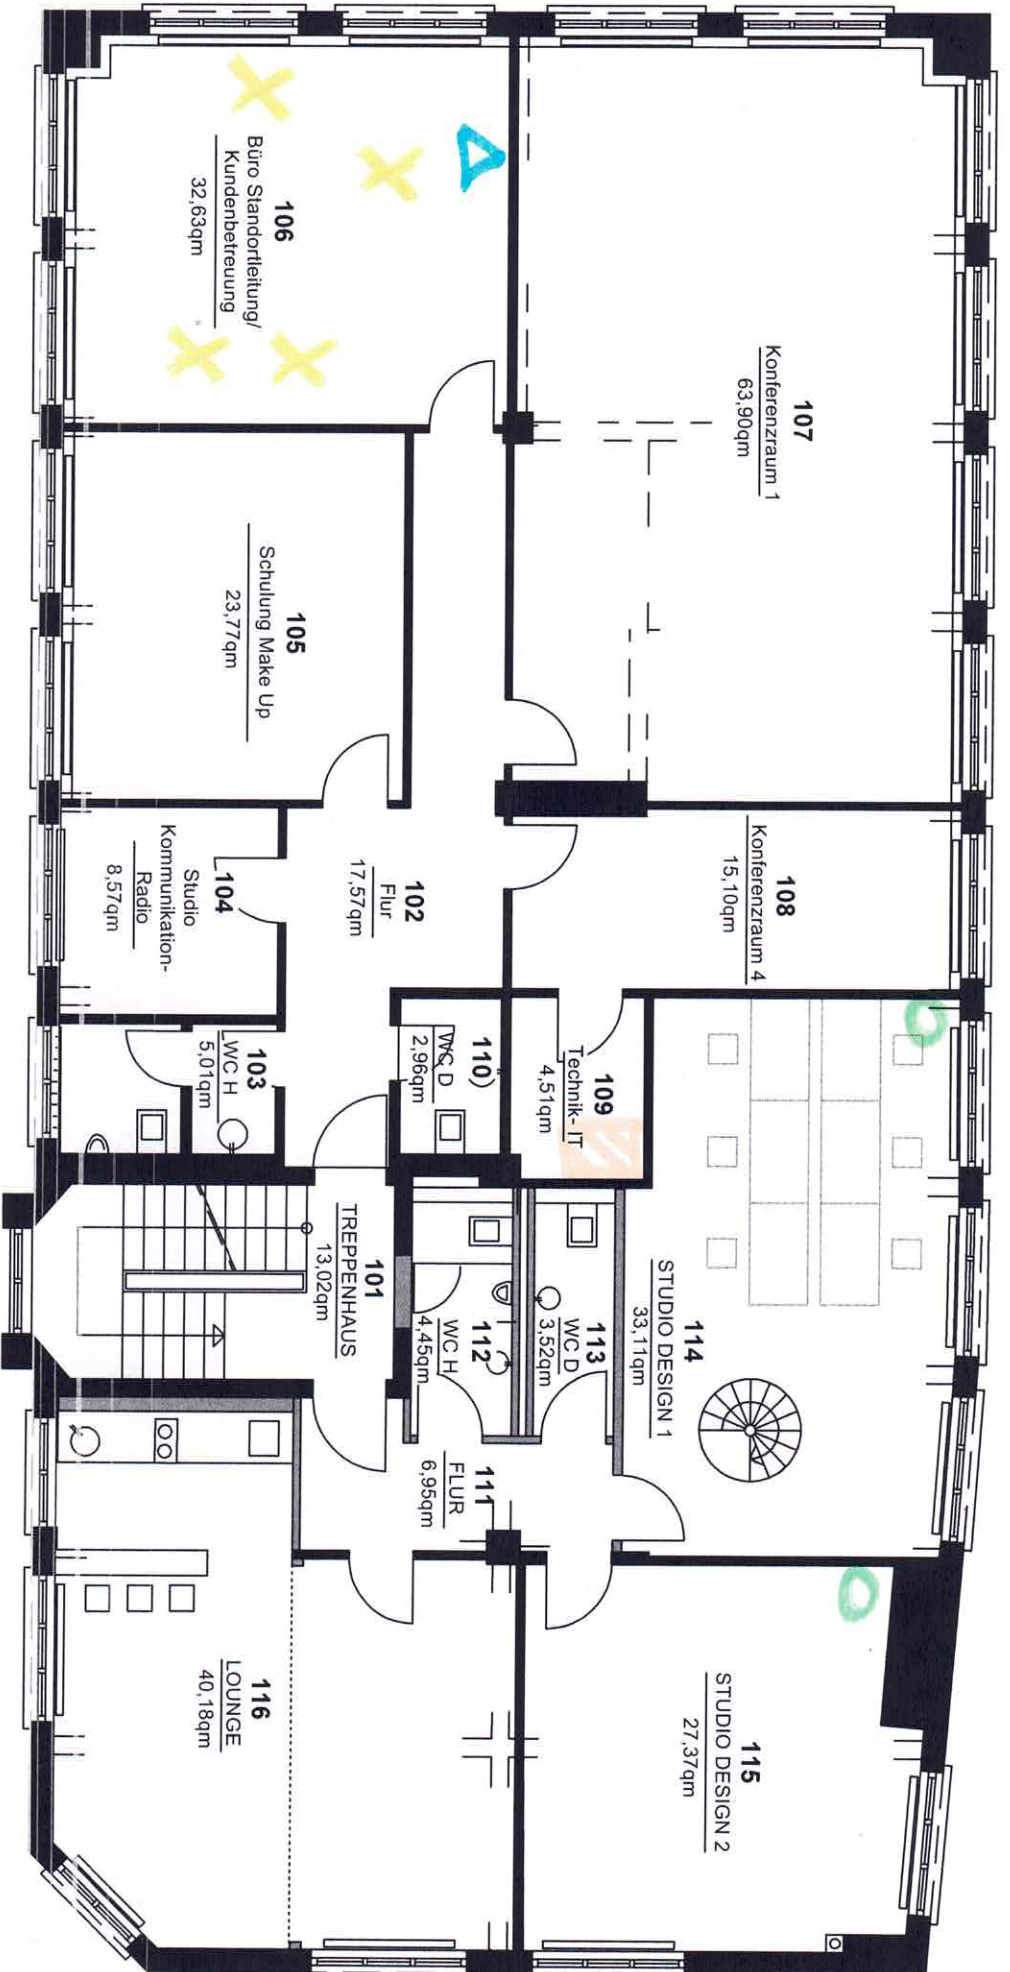 106
Büro Standortleitung/
Kundenbetreuung
32,63qm
107
Konferenzraum 1
63,90qm
105
Schulung Make Up
23,77qm
104
Studio
Kommunikation-
Radio
8,57qm
102
Flur
17,57qm
108
Konferenzraum 4
15,10qm
103
WC H
5,01qm
110)
WC D
2,96qm
109
Technik- IT
4,51qm
101
TREPPENHAUS
13,02qm
112
WC H
4,45qm
113
WC D
3,52qm
114
STUDIO DESIGN 1
33,11qm
111
FLUR
6,95qm
116
LOUNGE
40,18qm
115
STUDIO DESIGN 2
27,37qm